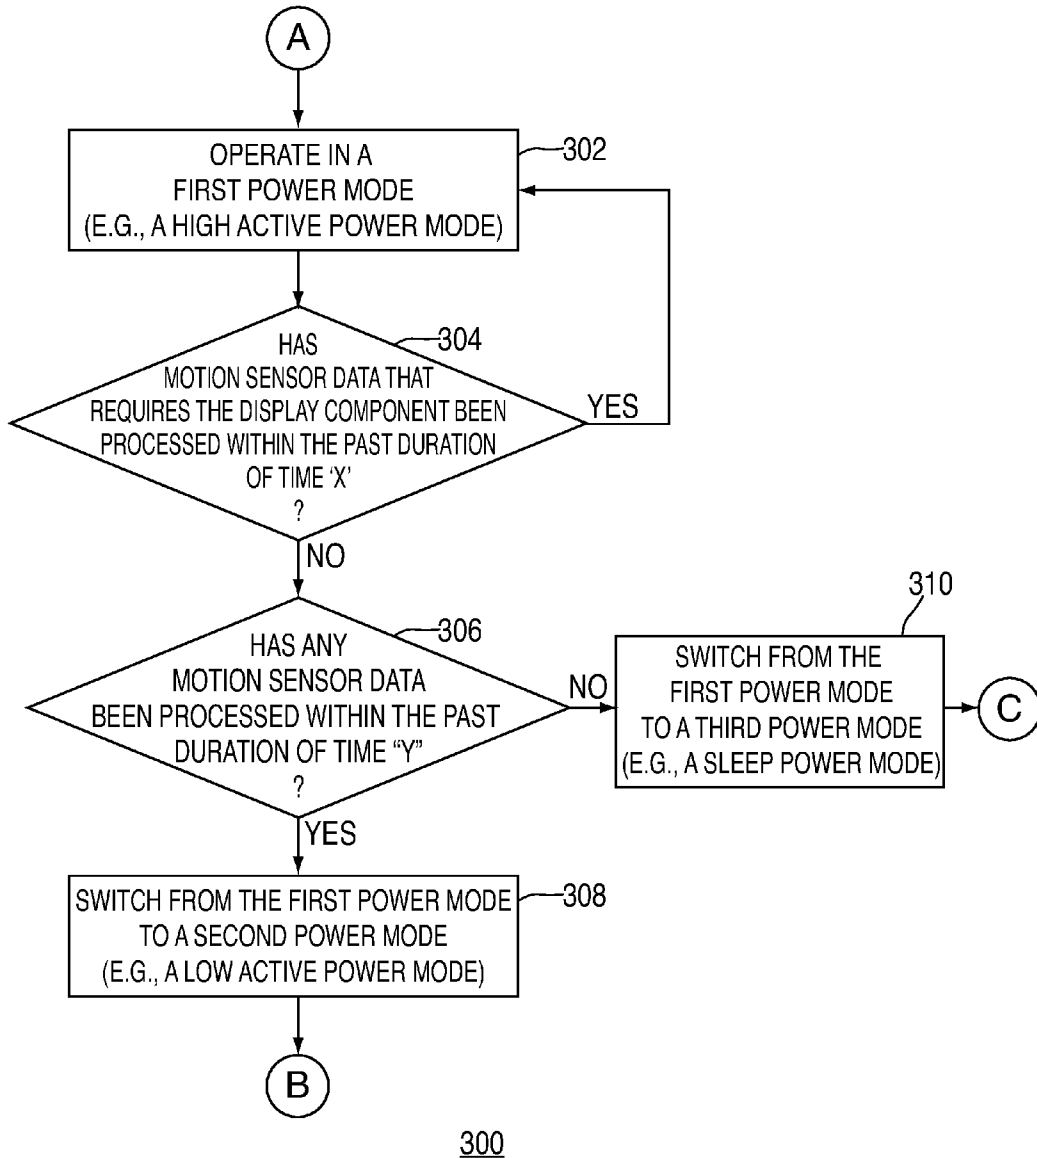 A
OPERATE IN A
FIRST POWER MODE
(E.G., A HIGH ACTIVE POWER MODE)
302
HAS
MOTION SENSOR DATA THAT
REQUIRES THE DISPLAY COMPONENT BEEN
PROCESSED WITHIN THE PAST DURATION
OF TIME ‘X’
?
304
YES
NO
HAS ANY
MOTION SENSOR DATA
BEEN PROCESSED WITHIN THE PAST
DURATION OF TIME “Y”
?
306
NO
SWITCH FROM THE
FIRST POWER MODE
TO A THIRD POWER MODE
(E.G., A SLEEP POWER MODE)
310
C
YES
SWITCH FROM THE FIRST POWER MODE
TO A SECOND POWER MODE
(E.G., A LOW ACTIVE POWER MODE)
308
B
300